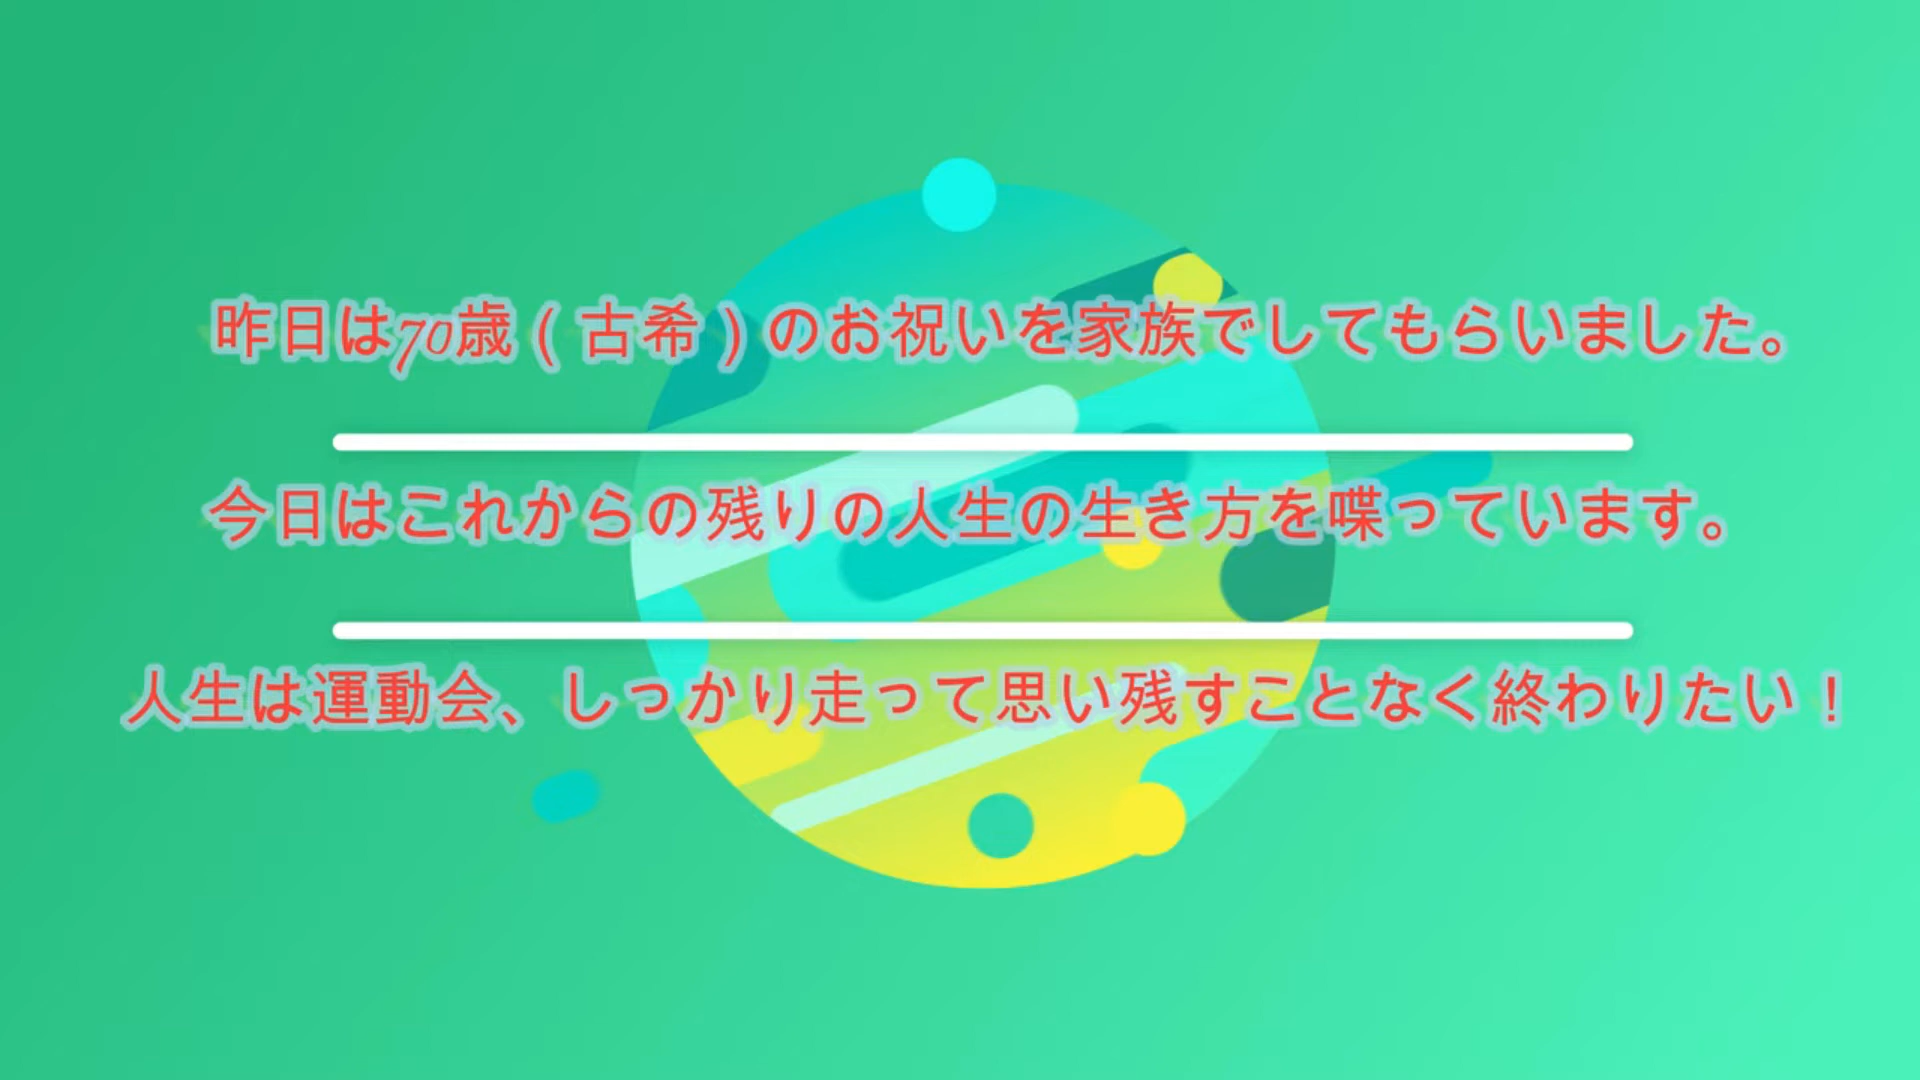 昨日は70歳(古希)のお祝いを家族でしてもらいました。
今日はこれからの残りの人生の生き方を喋っています。
人生は運動会、しっかり走って思い残すことなく終わりたい！